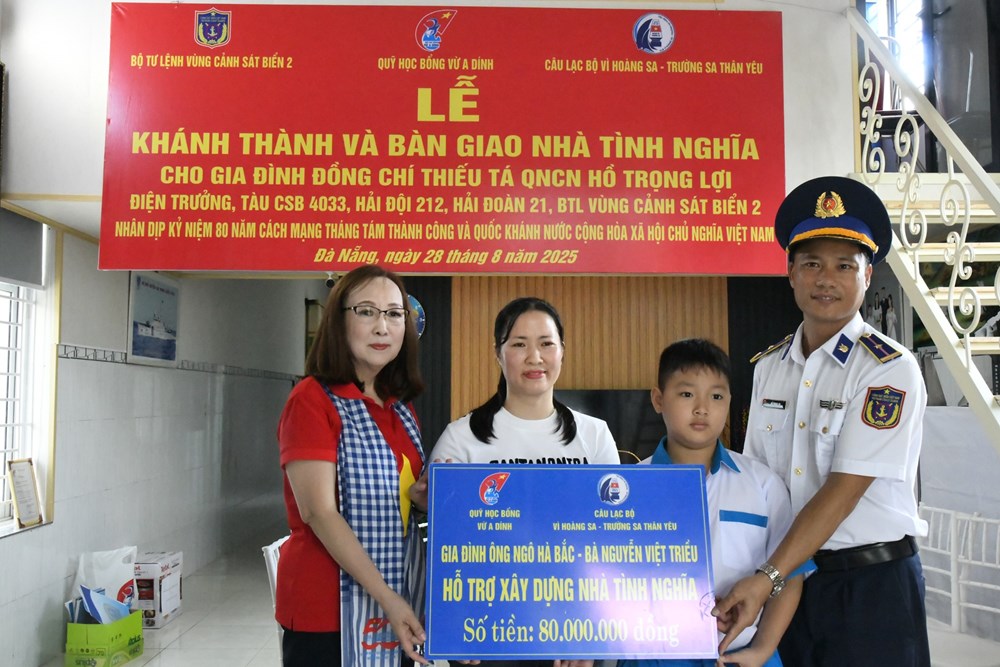 BỘ TƯ LỆNH VÙNG CẢNH SÁT BIỂN 2
QUỸ HỌC BỔNG VỪ A DÍNH
CÂU LẠC BỘ VÌ HOÀNG SA - TRƯỜNG SA THÂN YÊU
LỄ
KHÁNH THÀNH VÀ BÀN GIAO NHÀ TÌNH NGHĨA
CHO GIA ĐÌNH ĐỒNG CHÍ THIẾU TÁ QNCN HỒ TRỌNG LỢI
ĐIỆN TRƯỞNG, TÀU CSB 4033, HẢI ĐỘI 212, HẢI ĐOÀN 21, BTL VÙNG CẢNH SÁT BIỂN 2
NHÂN DỊP KỶ NIỆM 80 NĂM CÁCH MẠNG THÁNG TÁM THÀNH CÔNG VÀ QUỐC KHÁNH NƯỚC CỘNG HÒA XÃ HỘI CHỦ NGHĨA VIỆT NAM
Đà Nẵng, ngày 28 tháng 8 năm 2025
QUỸ HỌC BỔNG
VỪ A DÍNH
CÂU LẠC BỘ
VÌ HOÀNG SA - TRƯỜNG SA THÂN YÊU
GIA ĐÌNH ÔNG NGÔ HÀ BẮC - BÀ NGUYỄN VIỆT TRIỀU
HỖ TRỢ XÂY DỰNG NHÀ TÌNH NGHĨA
Số tiền: 80.000.000 đồng